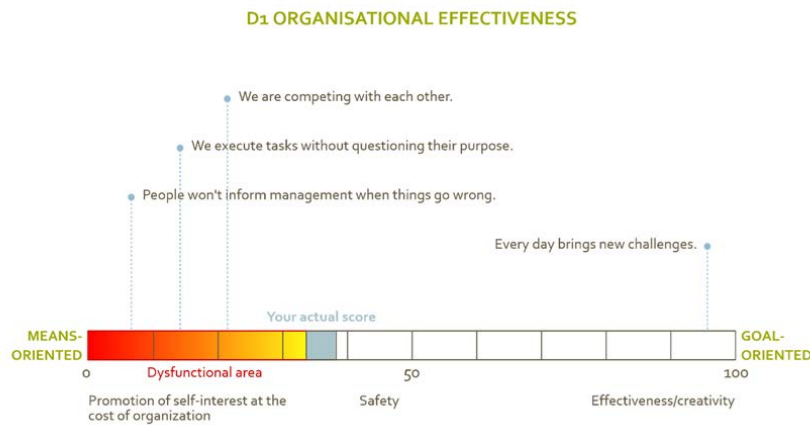 D1 ORGANISATIONAL EFFECTIVENESS
We are competing with each other.
We execute tasks without questioning their purpose.
People won't inform management when things go wrong.
Every day brings new challenges.
Your actual score
MEANS-
ORIENTED
GOAL-
ORIENTED
0
Dysfunctional area
50
100
Promotion of self-interest at the
cost of organization
Safety
Effectiveness/creativity